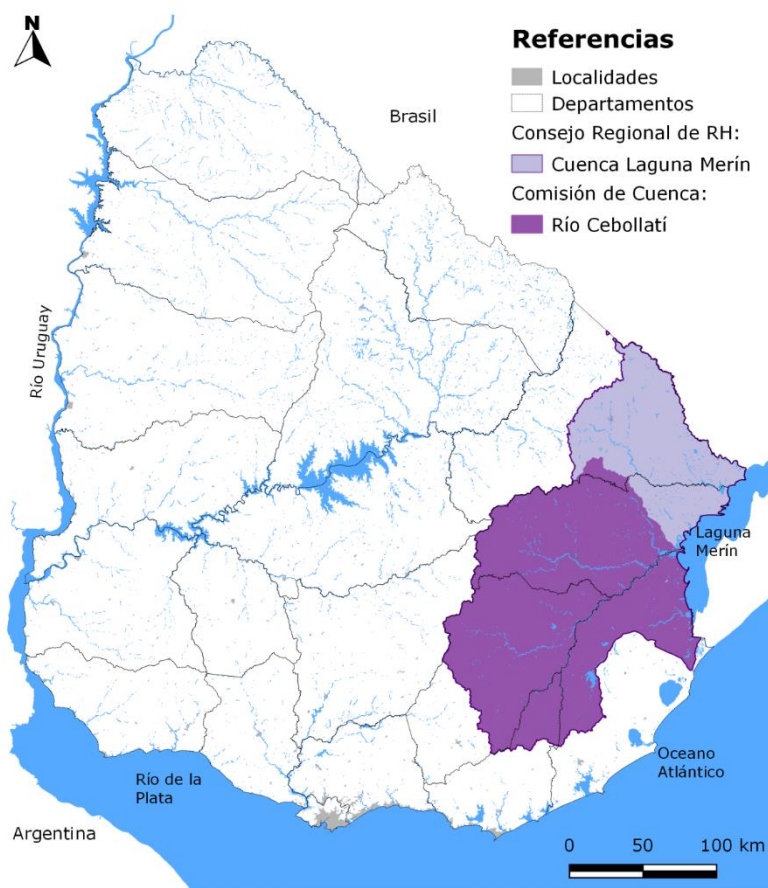 N
Referencias
Localidades
Departamentos
Consejo Regional de RH:
Cuenca Laguna Merín
Comisión de Cuenca:
Río Cebollatí
Brasil
Río Uruguay
Laguna
Merín
Oceano
Atlántico
Río de la
Plata
Argentina
0 50 100 km